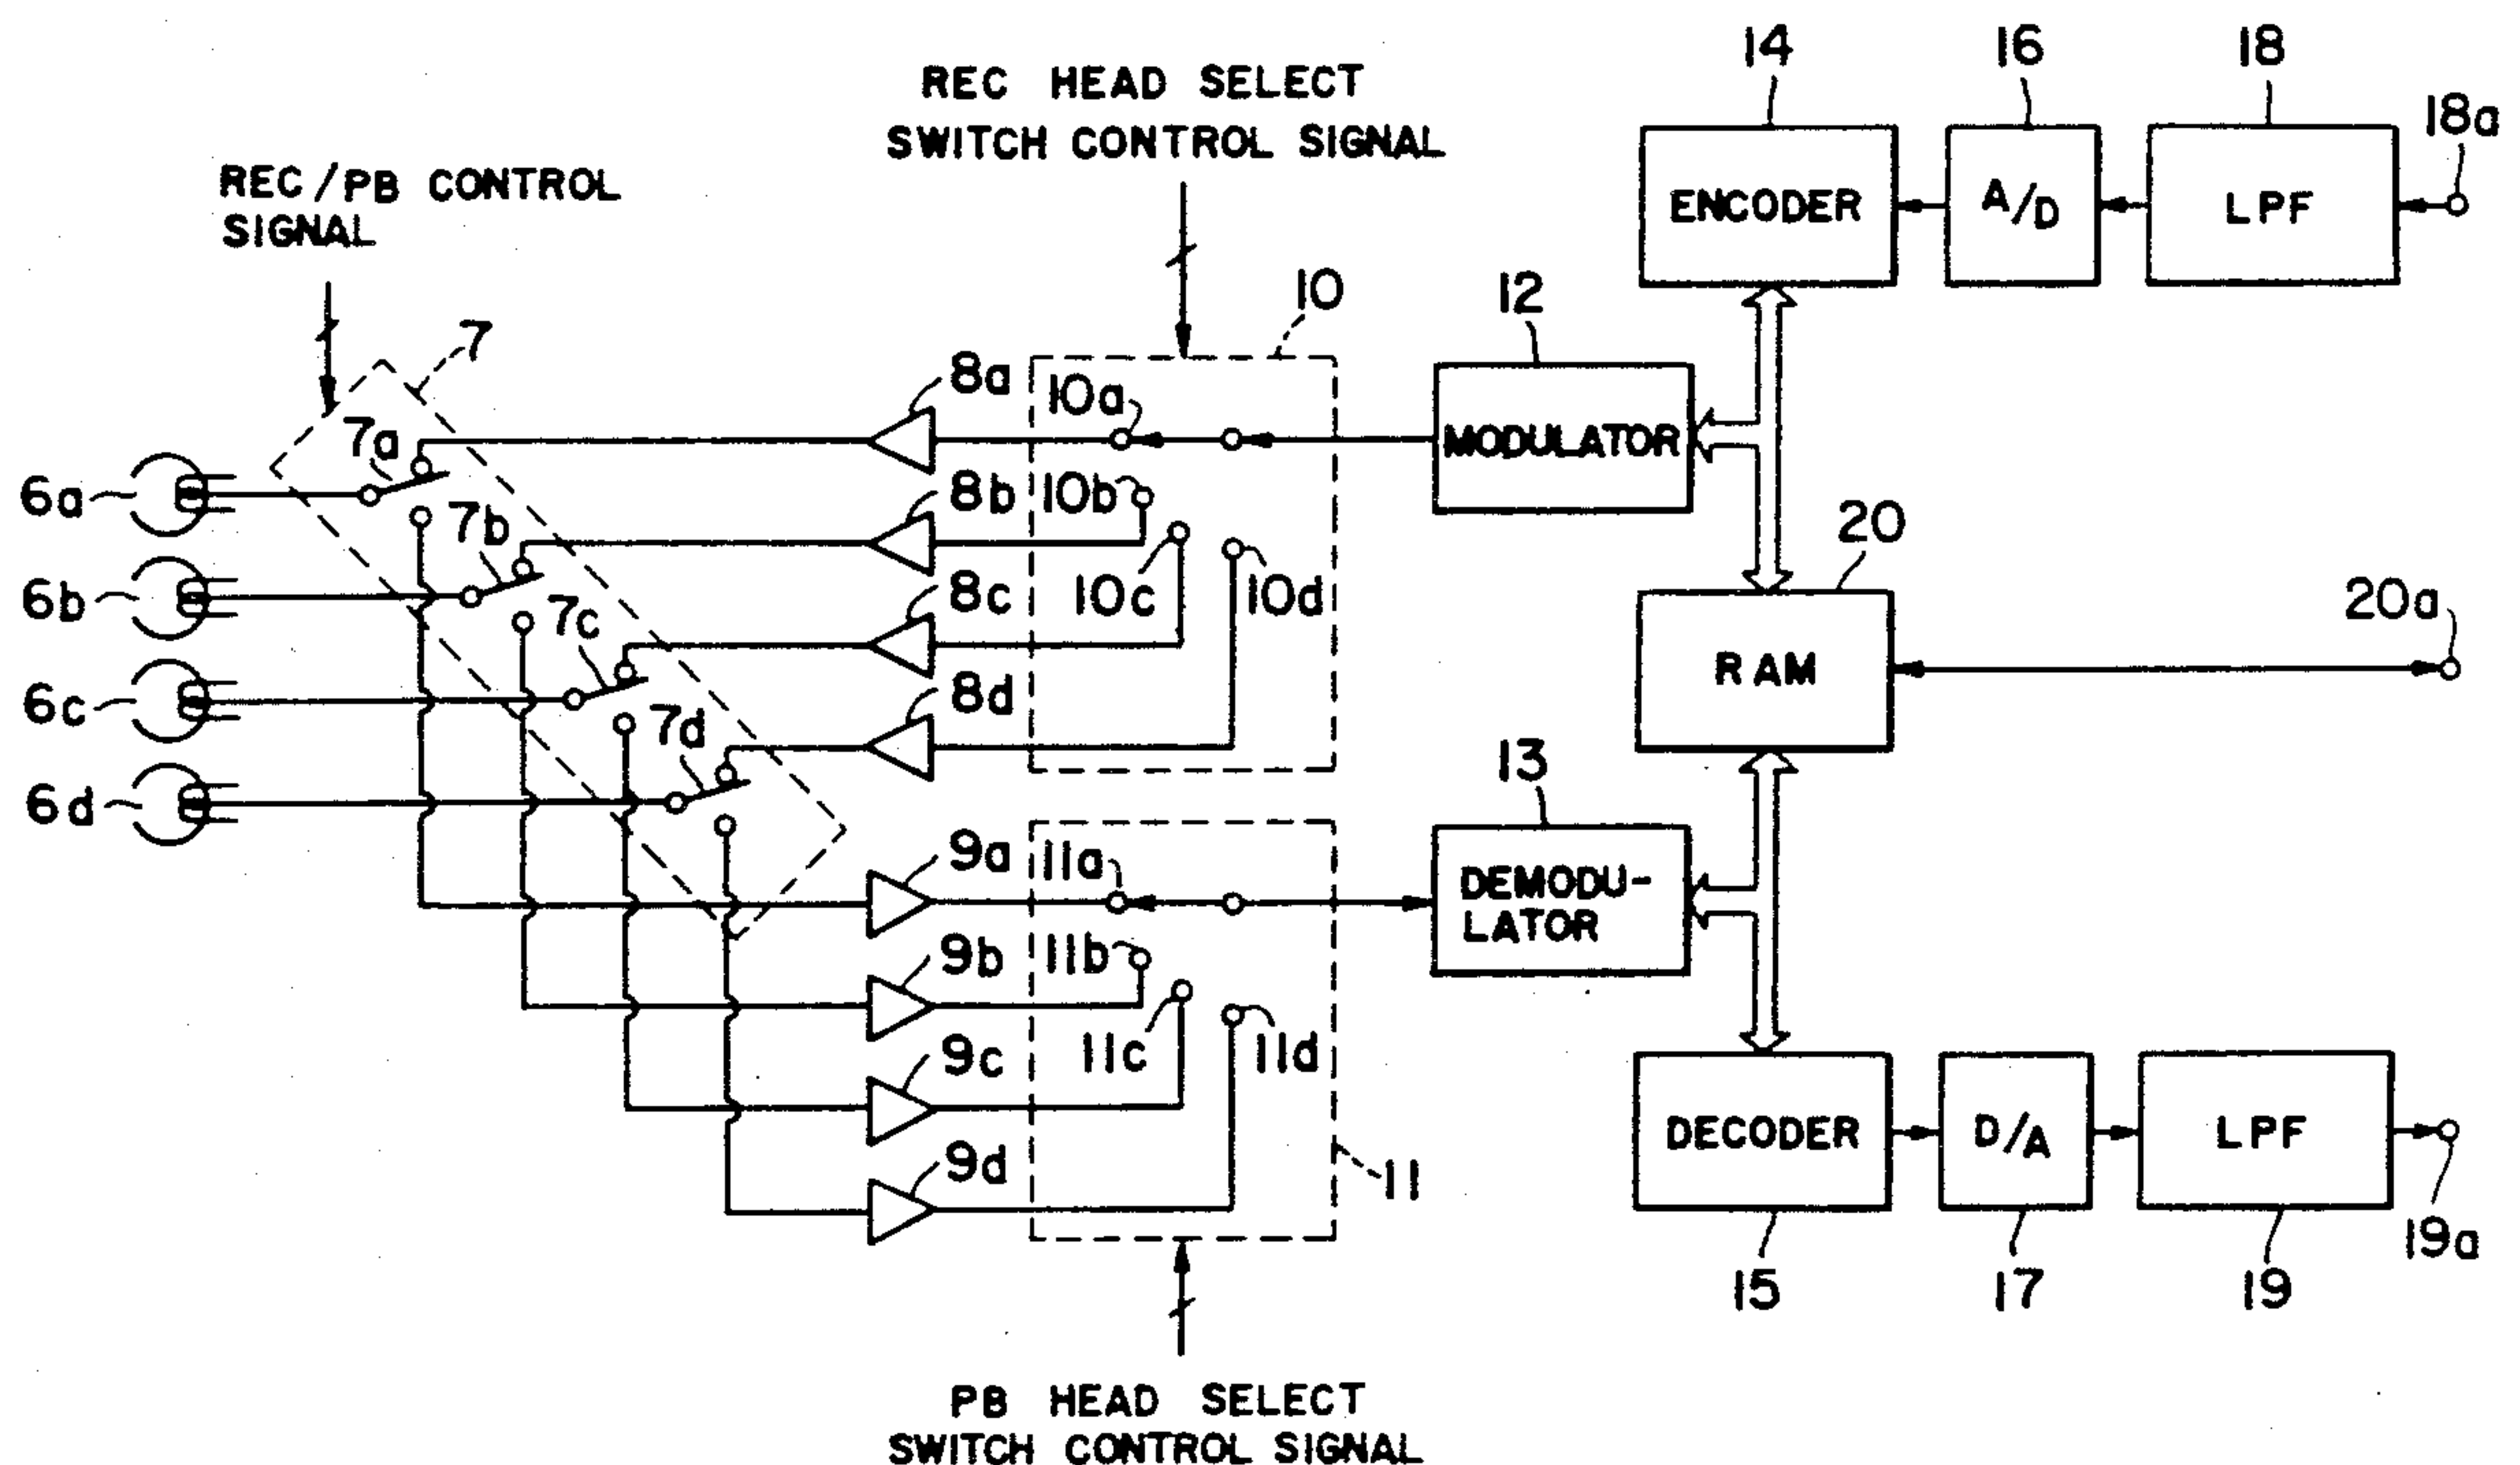 14
16
18
18a
REC HEAD SELECT
SWITCH CONTROL SIGNAL
REC/PB CONTROL
SIGNAL
ENCODER
A/D
LPF
10
12
7
8a
10a
7a
MODULATOR
6a
8b
10b
7b
20
6b
8c
10c
10d
20a
7c
RAM
6c
8d
7d
13
6d
9a
11a
DEMODU-
LATOR
9b
11b
9c
11c
11d
DECODER
D/A
LPF
9d
11
19a
15
17
19
PB HEAD SELECT
SWITCH CONTROL SIGNAL